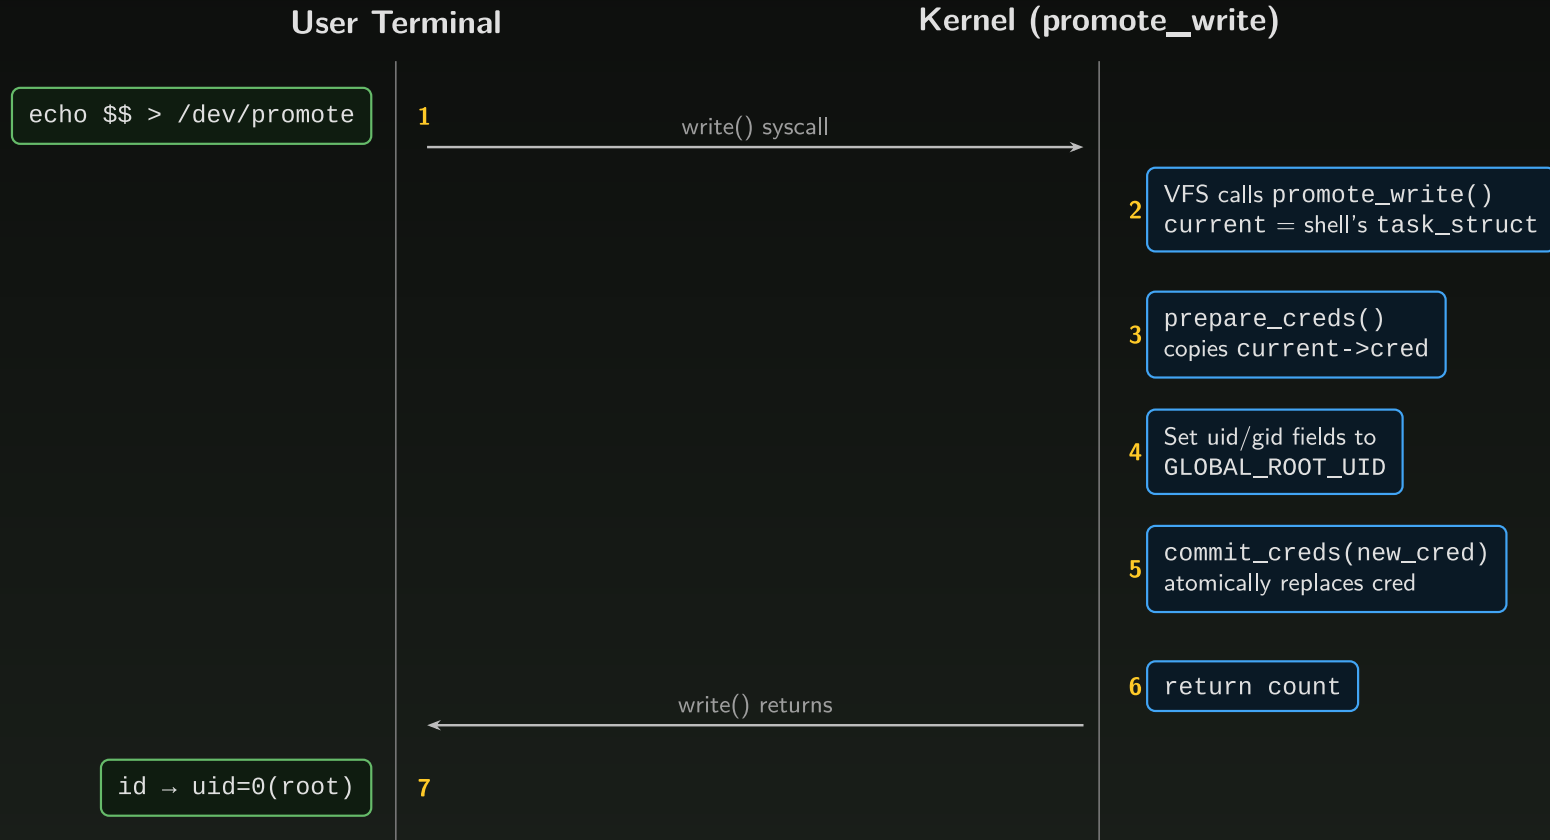 User Terminal
Kernel (promote_write)
echo $$ > /dev/promote
1
write() syscall
2
VFS calls promote_write()
current = shell's task_struct
3
prepare_creds()
copies current->cred
4
Set uid/gid fields to
GLOBAL_ROOT_UID
5
commit_creds(new_cred)
atomically replaces cred
6
return count
write() returns
id → uid=0(root)
7